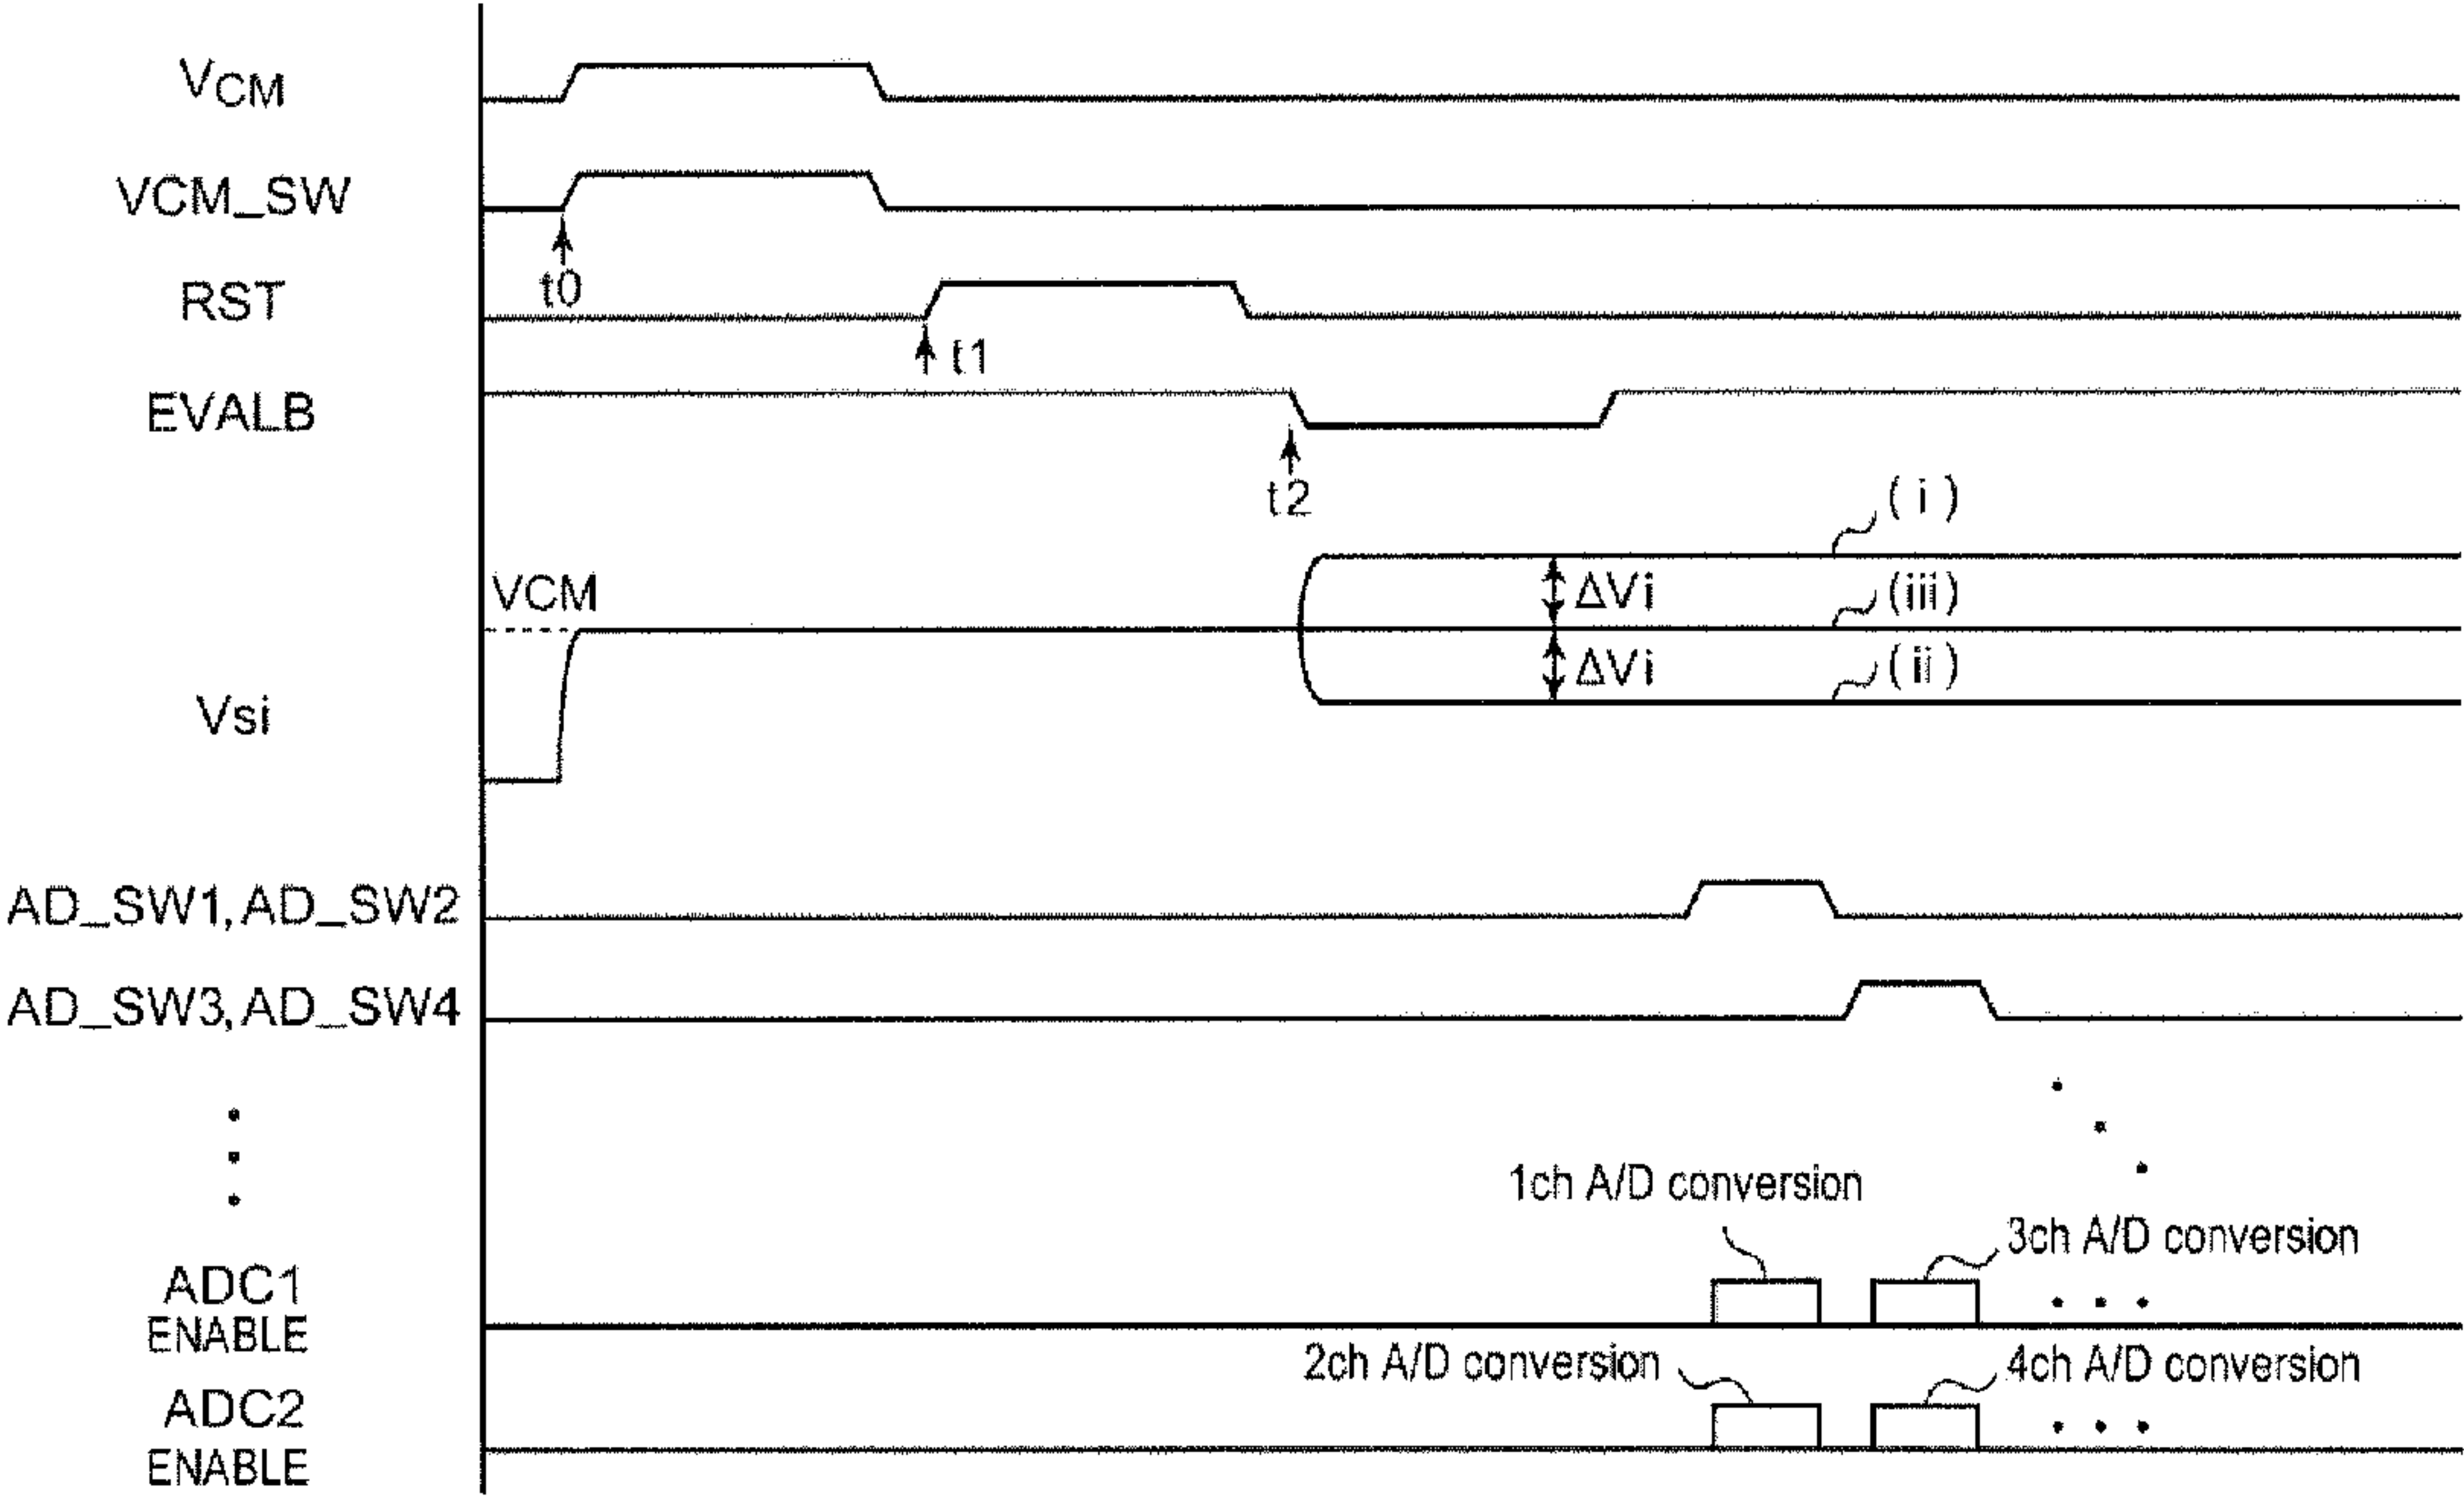 VCM
VCM_SW
t0
RST
t1
EVALB
t2
(i)
VCM
ΔVi
(iii)
ΔVi
(ii)
Vsi
AD_SW1, AD_SW2
AD_SW3, AD_SW4
1ch A/D conversion
3ch A/D conversion
ADC1
ENABLE
2ch A/D conversion
4ch A/D conversion
ADC2
ENABLE